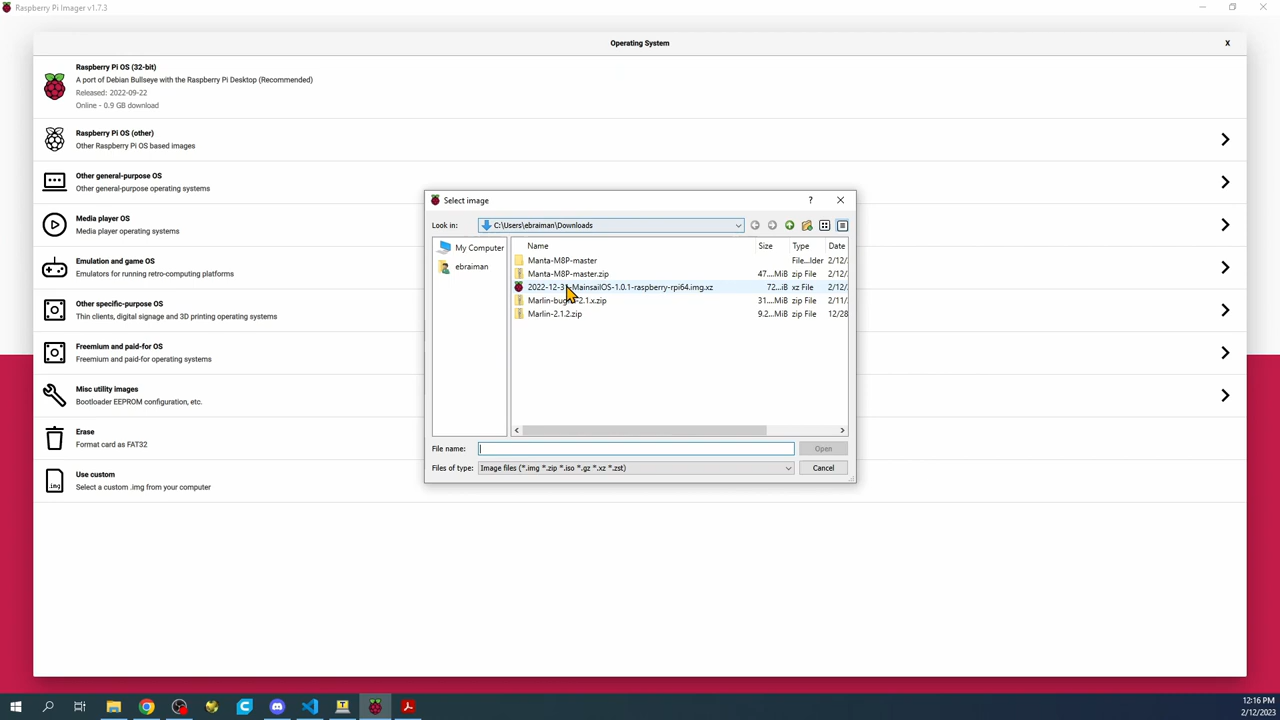 Raspberry Pi Imager v1.7.3
Operating System
X
Raspberry Pi OS (32-bit)
A port of Debian Bullseye with the Raspberry Pi Desktop (Recommended)
Released: 2022-09-22
Online - 0.9 GB download
Raspberry Pi OS (other)
Other Raspberry Pi OS based images
Other general-purpose OS
Other general-purpose operating systems
Media player OS
Media player operating systems
Emulation and game OS
Emulators for running retro-computing platforms
Other specific-purpose OS
Thin clients, digital signage and 3D printing operating systems
Freemium and paid-for OS
Freemium and paid-for operating systems
Misc utility images
Bootloader EEPROM configuration, etc.
Erase
Format card as FAT32
.img
Use custom
Select a custom .img from your computer
Select image
?
Look in: C:\Users\ebraiman\Downloads
My Computer
ebraiman
Name Size Type Date
Manta-M8P-master File...lder 2/12/
Manta-M8P-master.zip 47....MiB zip File 2/12/
MainsailOS-1.0.1-raspberry-rpi64.img.xz 72...iB xz File 2/12/
31....MiB zip File 2/11/
Marlin-2.1.2.zip 9.2...MiB zip File 12/28
File name: Open
Files of type: Image files (*.img *.zip *.iso *.gz *.xz *.zst) Cancel
12:16 PM
2/12/2023